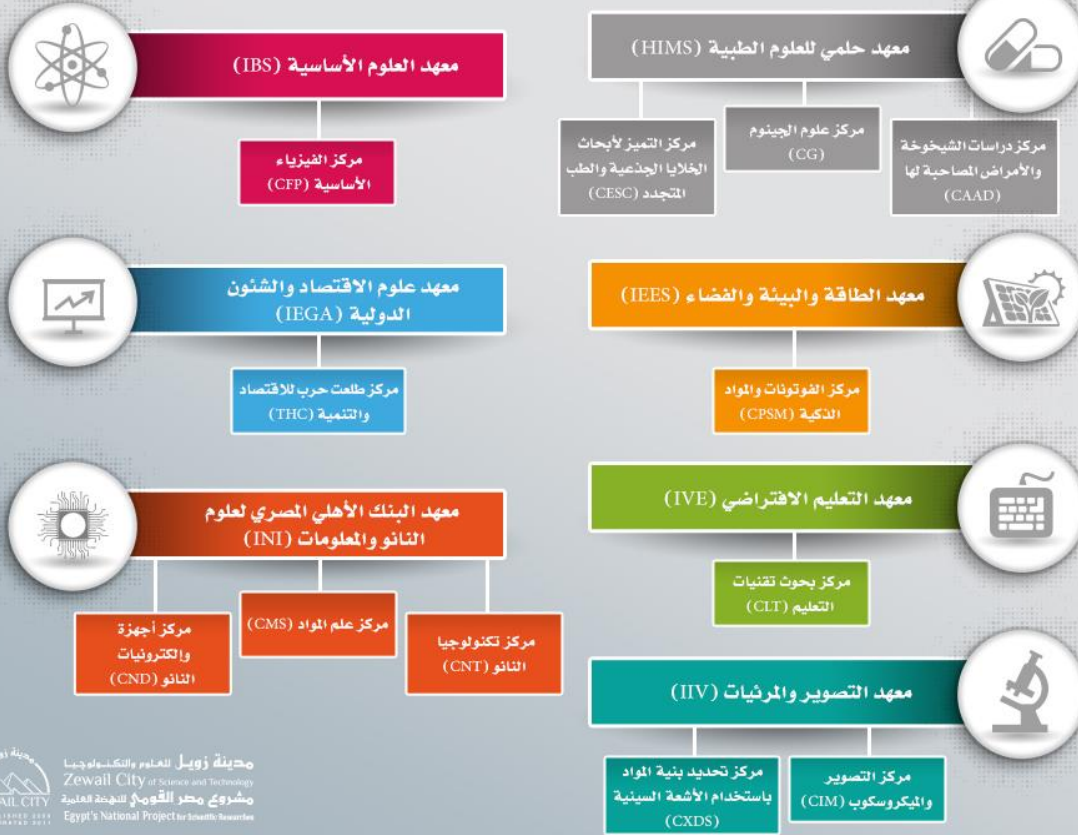 معهد حلمي للعلوم الطبية (HIMS)
مركز دراسات الشيخوخة
والأمراض المصاحبة لها
(CAAD)
مركز علوم الجينوم
(CG)
مركز التميز لأبحاث
الخلايا الجذعية والطب
المتجدد (CESC)
معهد العلوم الأساسية (IBS)
مركز الفيزياء
الأساسية (CFP)
معهد الطاقة والبيئة والفضاء (IEES)
مركز الفوتونات والمواد
الذكية (CPSM)
معهد علوم الاقتصاد والشئون
الدولية (IEGA)
مركز طلعت حرب للاقتصاد
والتنمية (THC)
معهد التعليم الافتراضي (IVE)
مركز بحوث تقنيات
التعليم (CLT)
معهد البنك الأهلي المصري لعلوم
النانو والمعلومات (INI)
مركز تكنولوجيا
النانو (CNT)
مركز علم المواد (CMS)
مركز أجهزة
وإلكترونيات
النانو (CND)
معهد التصوير والمرئيات (IIV)
مركز التصوير
والميكروسكوب (CIM)
مركز تحديد بنية المواد
باستخدام الأشعة السينية
(CXDS)
مدينة زويل للعلوم والتكنولوجيا
Zewail City of Science and Technology
مشروع مصر القومي للنهضة العلمية
Egypt's National Project for Scientific Renaissance